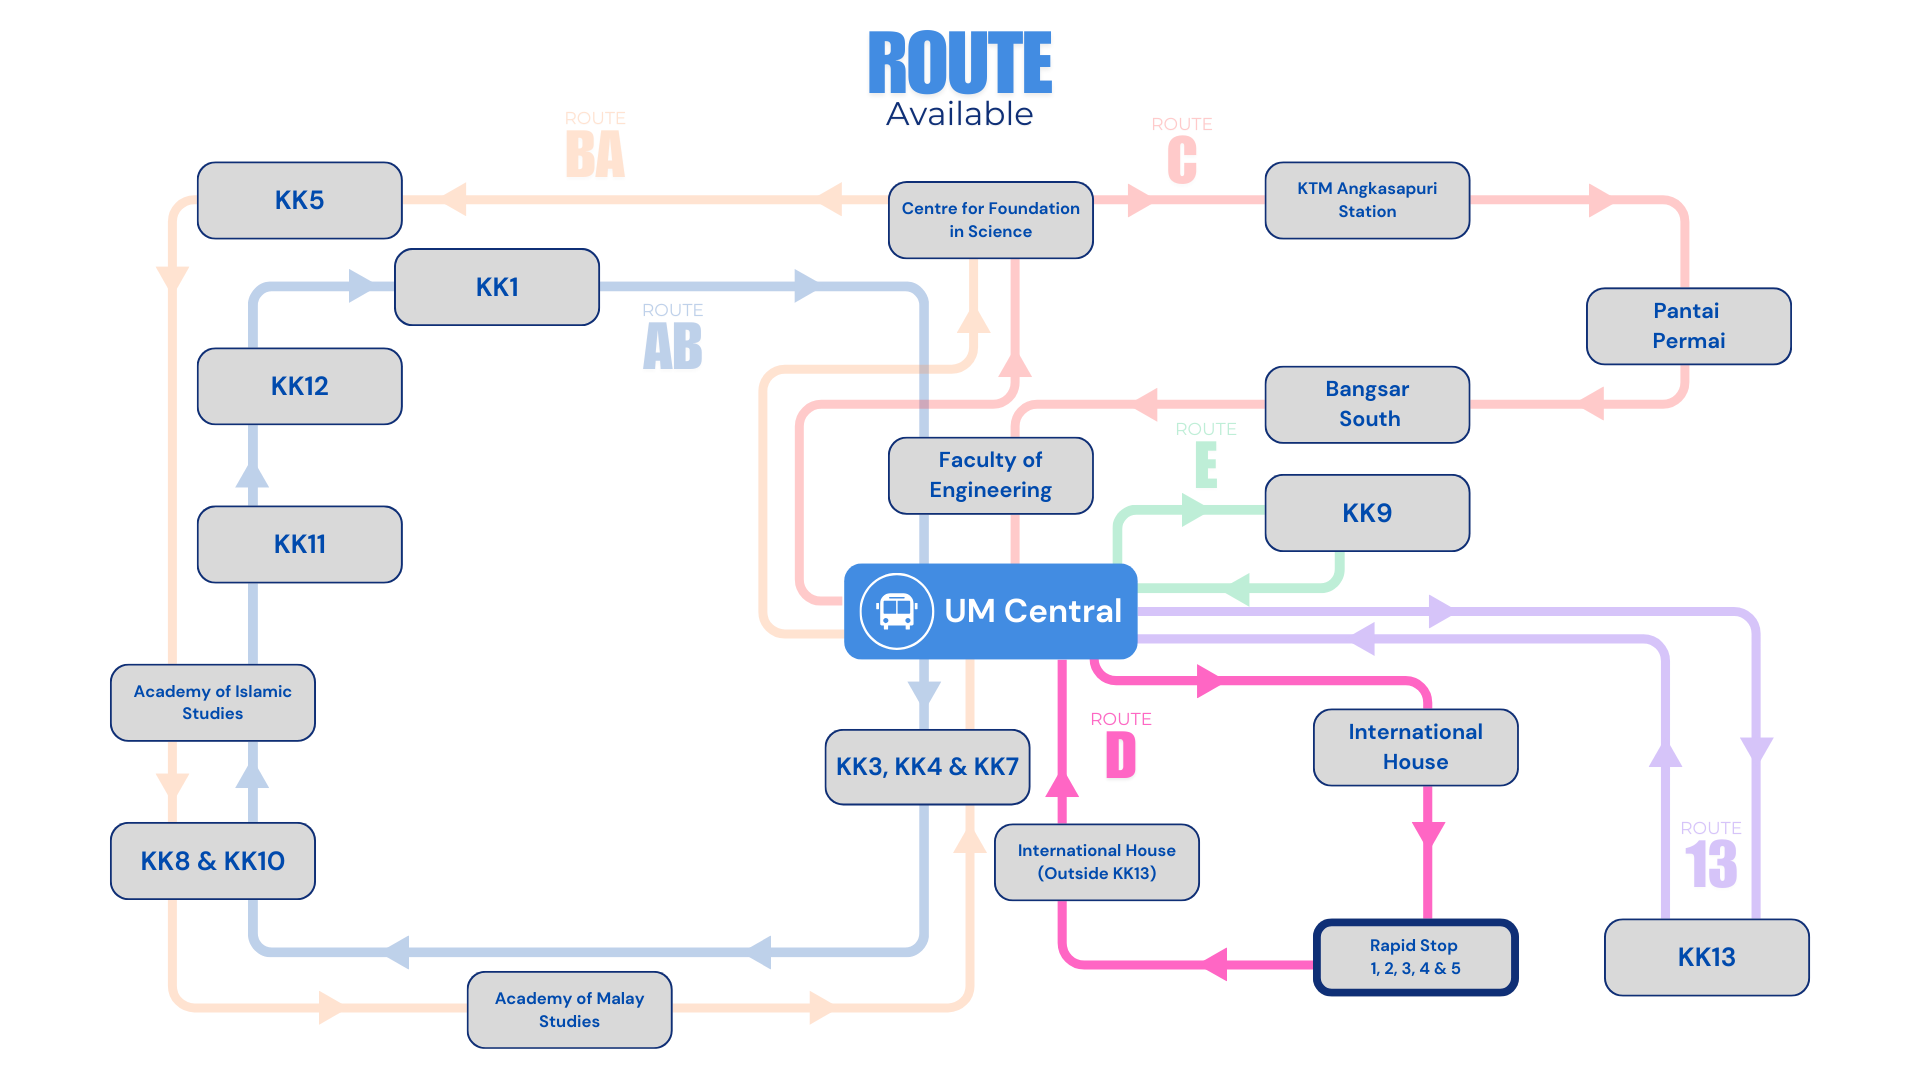 ROUTE
Available
ROUTE
BA
ROUTE
C
KK5
Centre for Foundation
in Science
KTM Angkasapuri
Station
KK1
ROUTE
AB
Pantai
Permai
KK12
Bangsar
South
ROUTE
E
Faculty of
Engineering
KK9
KK11
UM Central
Academy of Islamic
Studies
ROUTE
D
International
House
KK3, KK4 & KK7
KK8 & KK10
International House
(Outside KK13)
ROUTE
13
Rapid Stop
1, 2, 3, 4 & 5
KK13
Academy of Malay
Studies